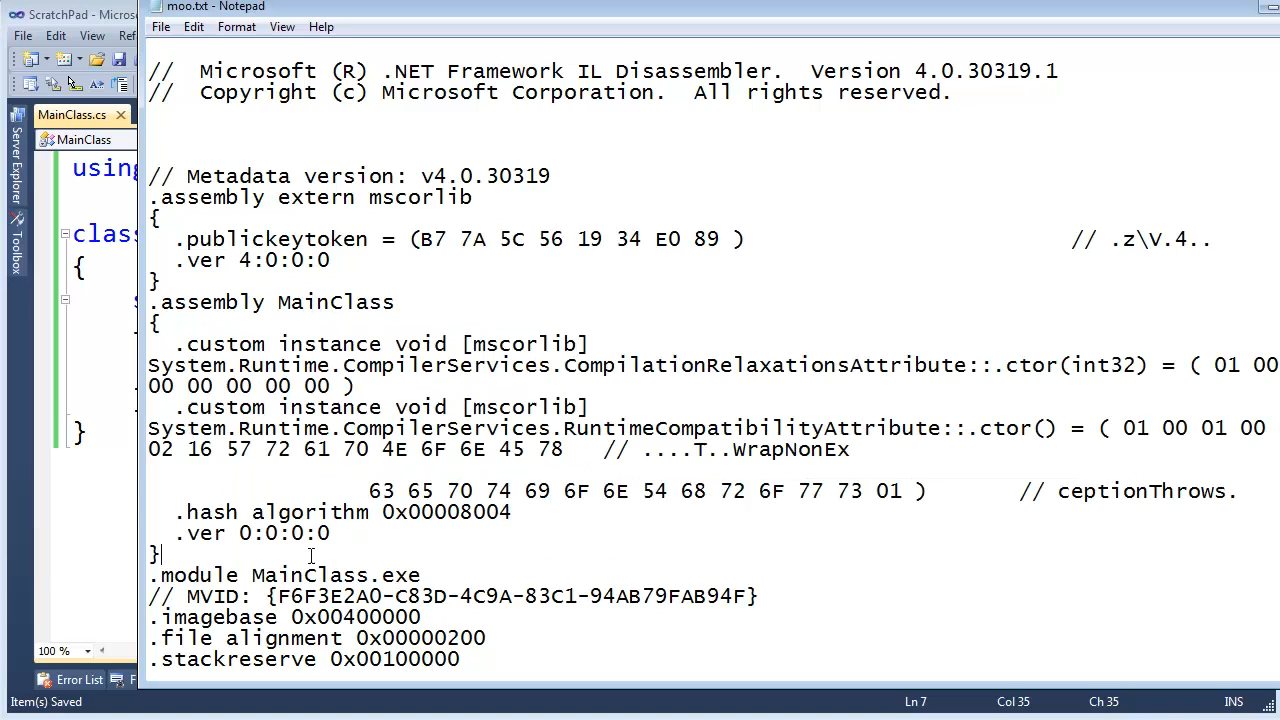 ScratchPad - Microso
moo.txt - Notepad
File Edit View Ref
File Edit Format View Help
// Microsoft (R) .NET Framework IL Disassembler. Version 4.0.30319.1
// Copyright (c) Microsoft Corporation. All rights reserved.
MainClass.cs
MainClass
Server Explorer
Toolbox
using
class
{
}
// Metadata version: v4.0.30319
.assembly extern mscorlib
{
.publickeytoken = (B7 7A 5C 56 19 34 E0 89 ) // .z\V.4..
.ver 4:0:0:0
}
.assembly MainClass
{
.custom instance void [mscorlib]
System.Runtime.CompilerServices.CompilationRelaxationsAttribute::.ctor(int32) = ( 01 00
00 00 00 00 00 )
.custom instance void [mscorlib]
System.Runtime.CompilerServices.RuntimeCompatibilityAttribute::.ctor() = ( 01 00 01 00
02 16 57 72 61 70 4E 6F 6E 45 78 // ....T..WrapNonEx
63 65 70 74 69 6F 6E 54 68 72 6F 77 73 01 ) // ceptionThrows.
.hash algorithm 0x00008004
.ver 0:0:0:0
}
.module MainClass.exe
// MVID: {F6F3E2A0-C83D-4C9A-83C1-94AB79FAB94F}
.imagebase 0x00400000
.file alignment 0x00000200
.stackreserve 0x00100000
100 %
Error List
Item(s) Saved
Ln 7 Col 35 Ch 35 INS